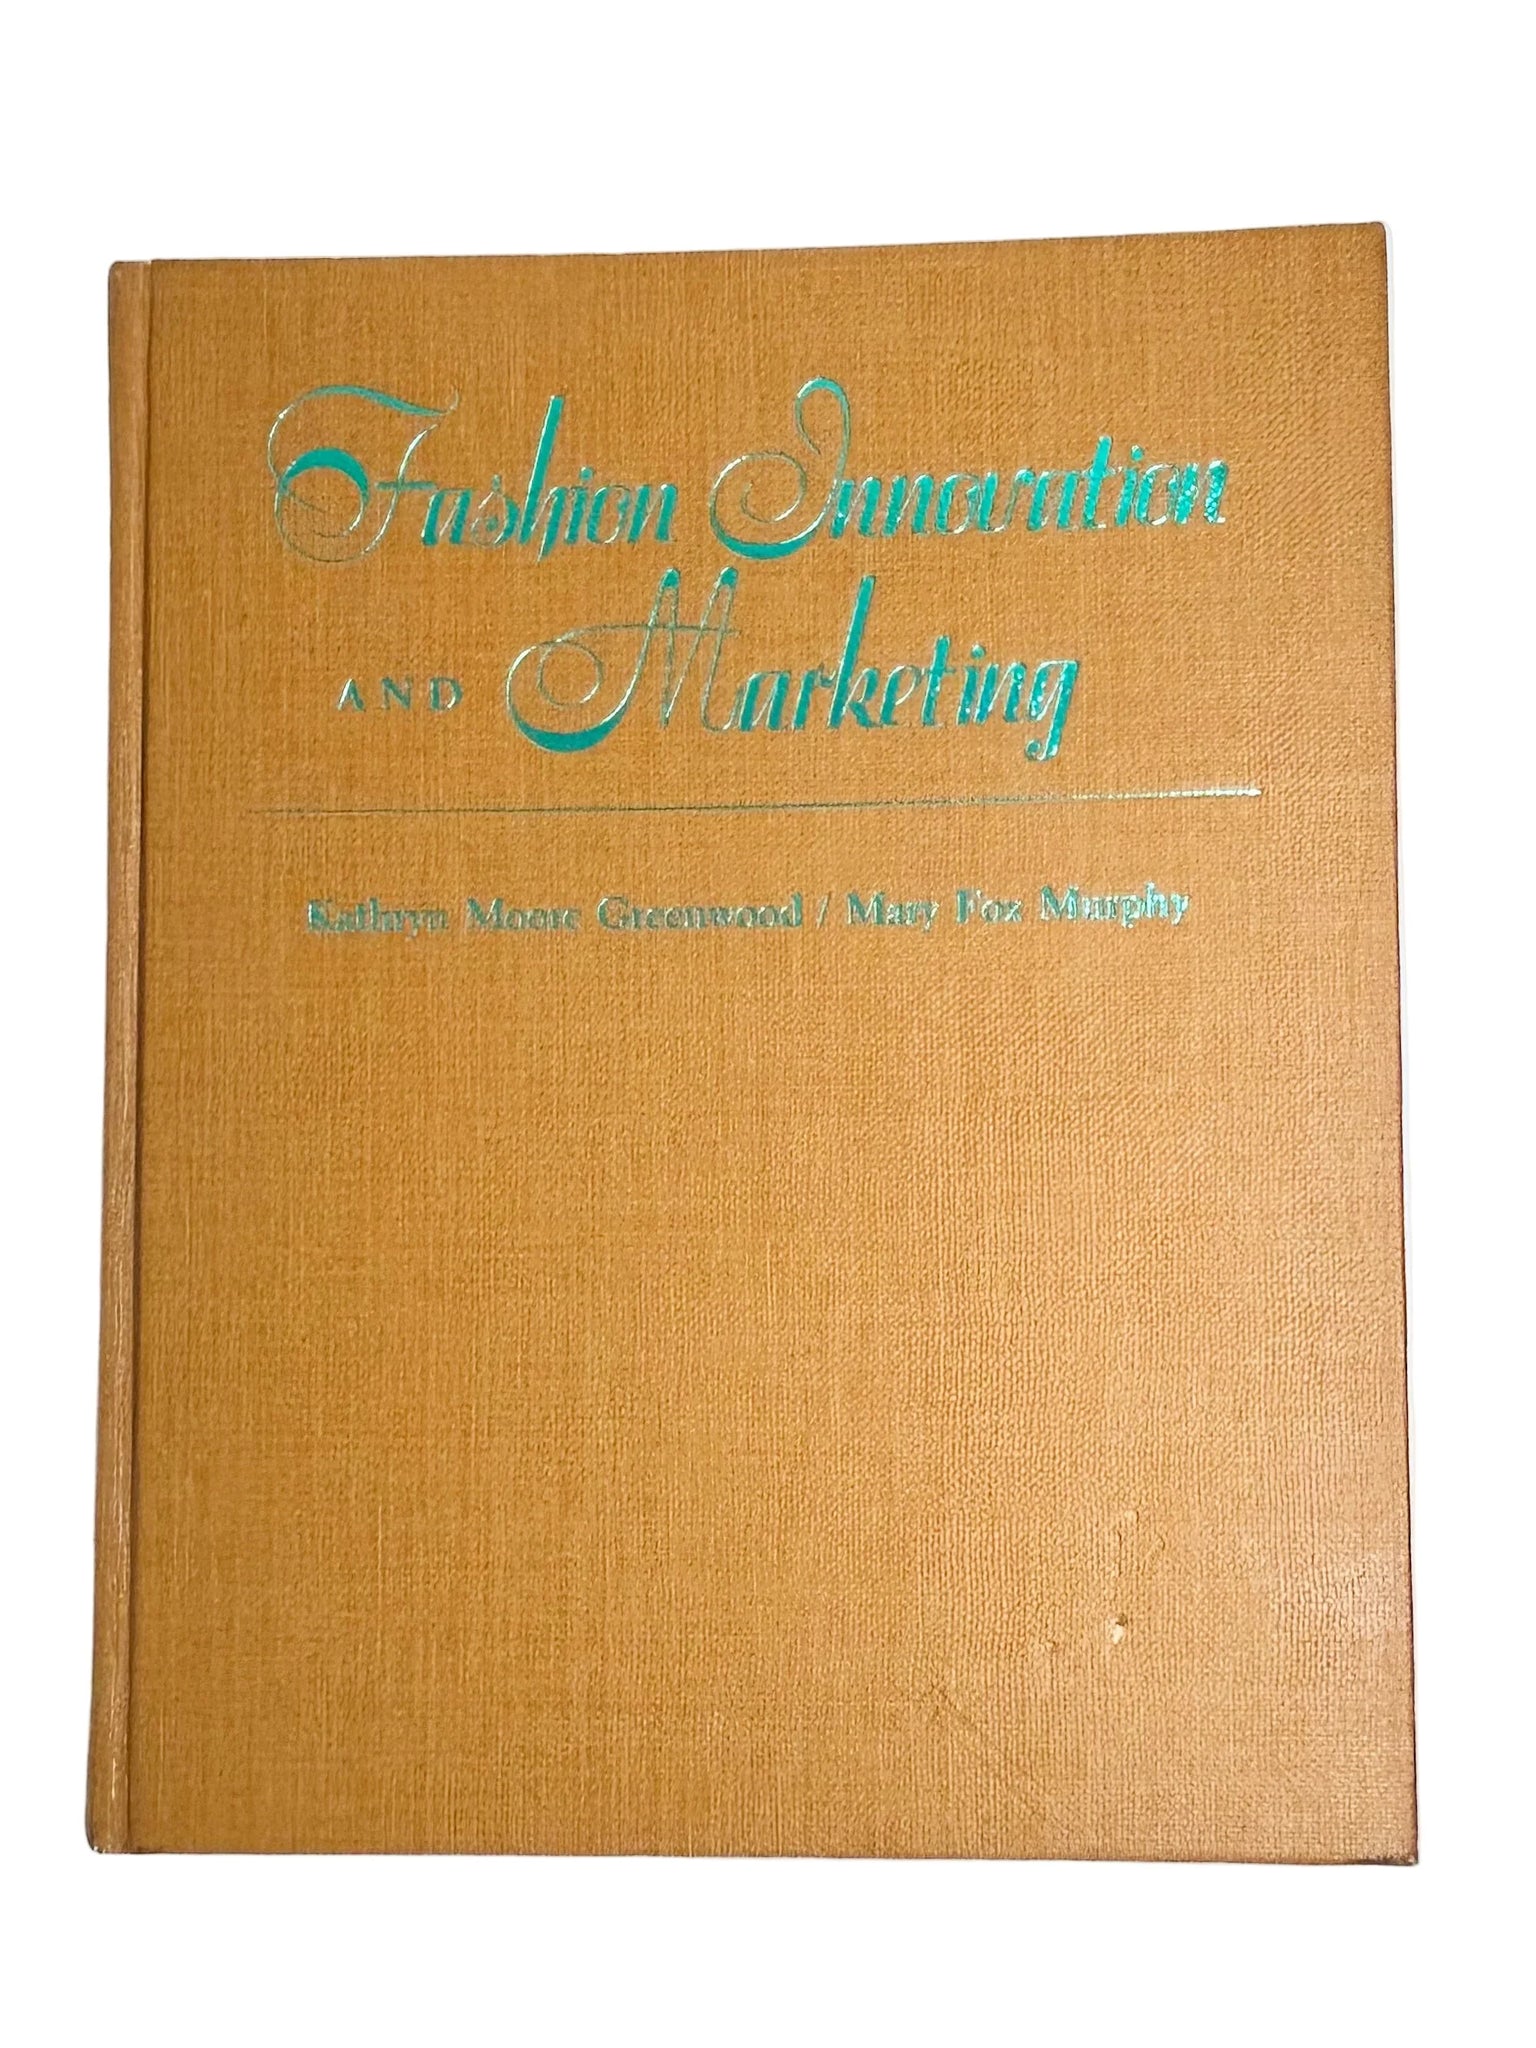 Fashion Innovation
AND Marketing
Kathryn Moore Greenwood / Mary Fox Murphy